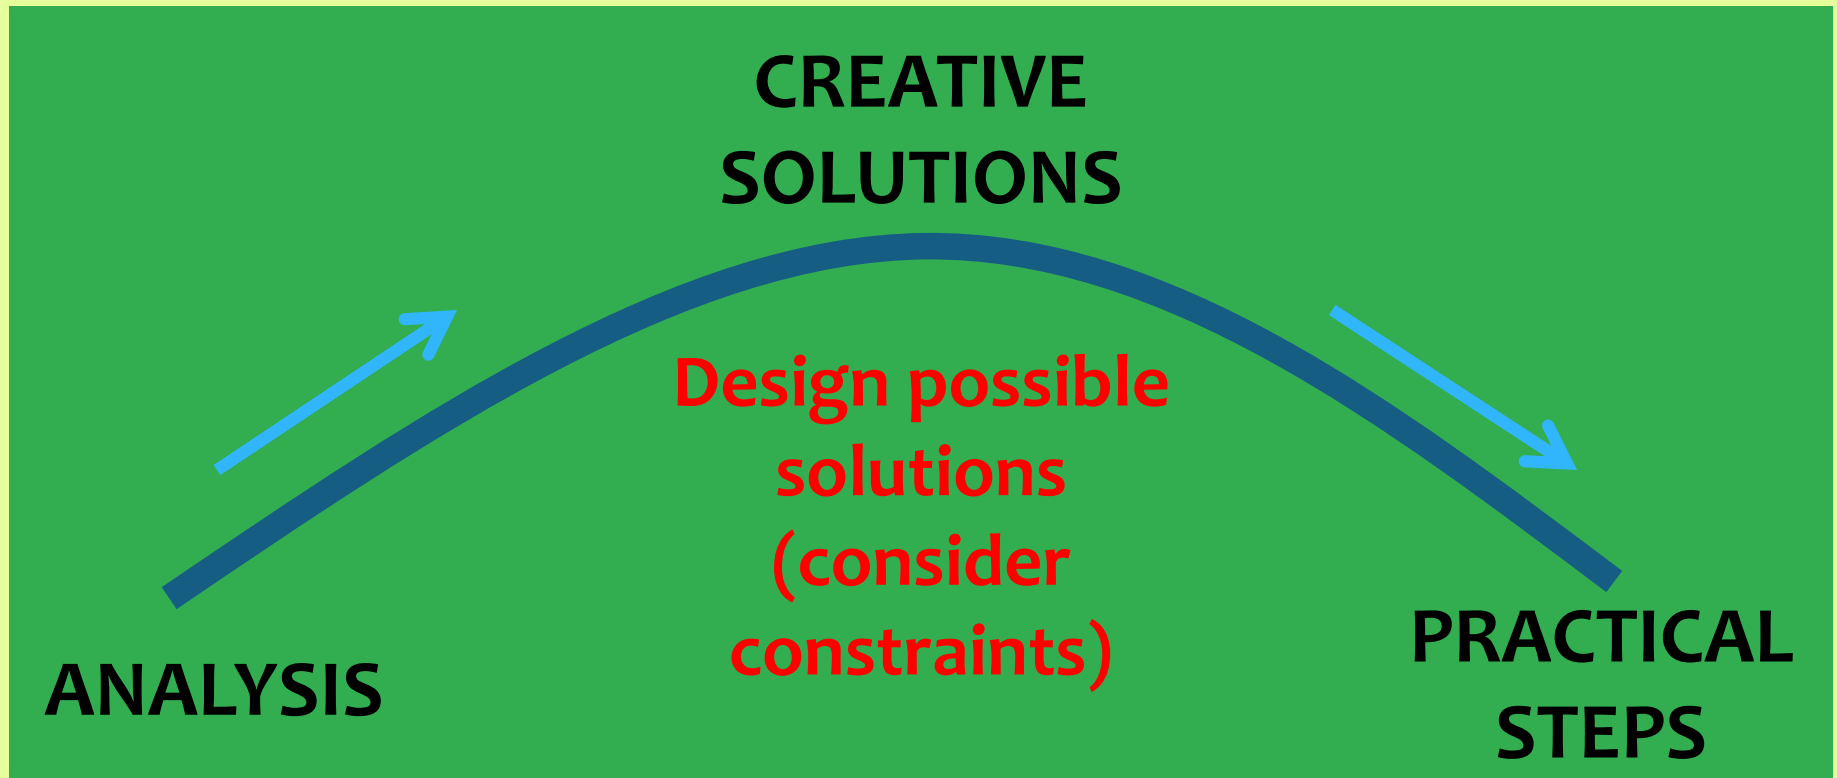 CREATIVE
SOLUTIONS
Design possible
solutions
(consider
constraints)
ANALYSIS
PRACTICAL
STEPS